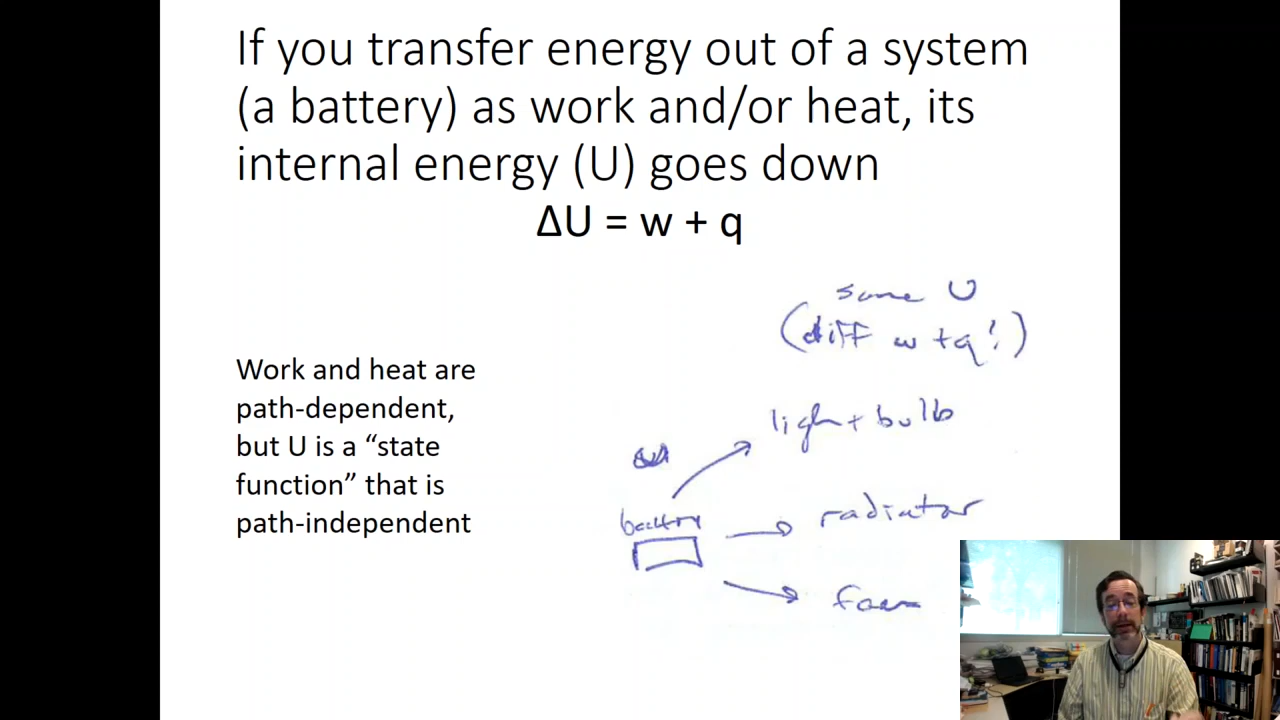 If you transfer energy out of a system
(a battery) as work and/or heat, its
internal energy (U) goes down
ΔU = w + q
same U
(diff w + q!)
Work and heat are
path-dependent,
but U is a “state
function” that is
path-independent
light bulb
battery
radiator